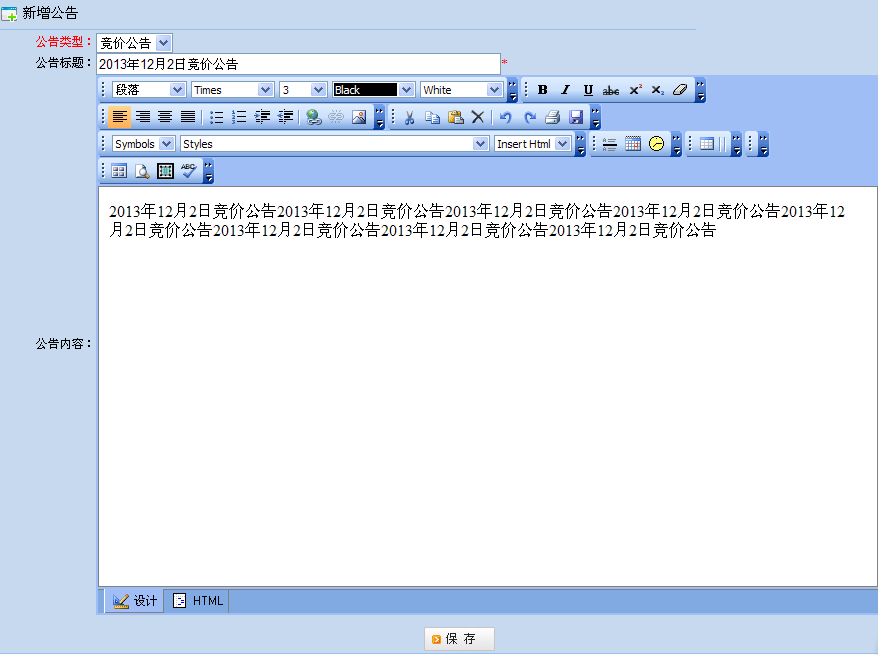 新增公告
公告类型： 竞价公告
公告标题： 2013年12月2日竞价公告 *
段落 Times 3 Black White B I U abc x² x₂
Symbols Styles Insert Html
ABC
2013年12月2日竞价公告2013年12月2日竞价公告2013年12月2日竞价公告2013年12月2日竞价公告2013年12
月2日竞价公告2013年12月2日竞价公告2013年12月2日竞价公告2013年12月2日竞价公告
公告内容：
设计 HTML
保 存